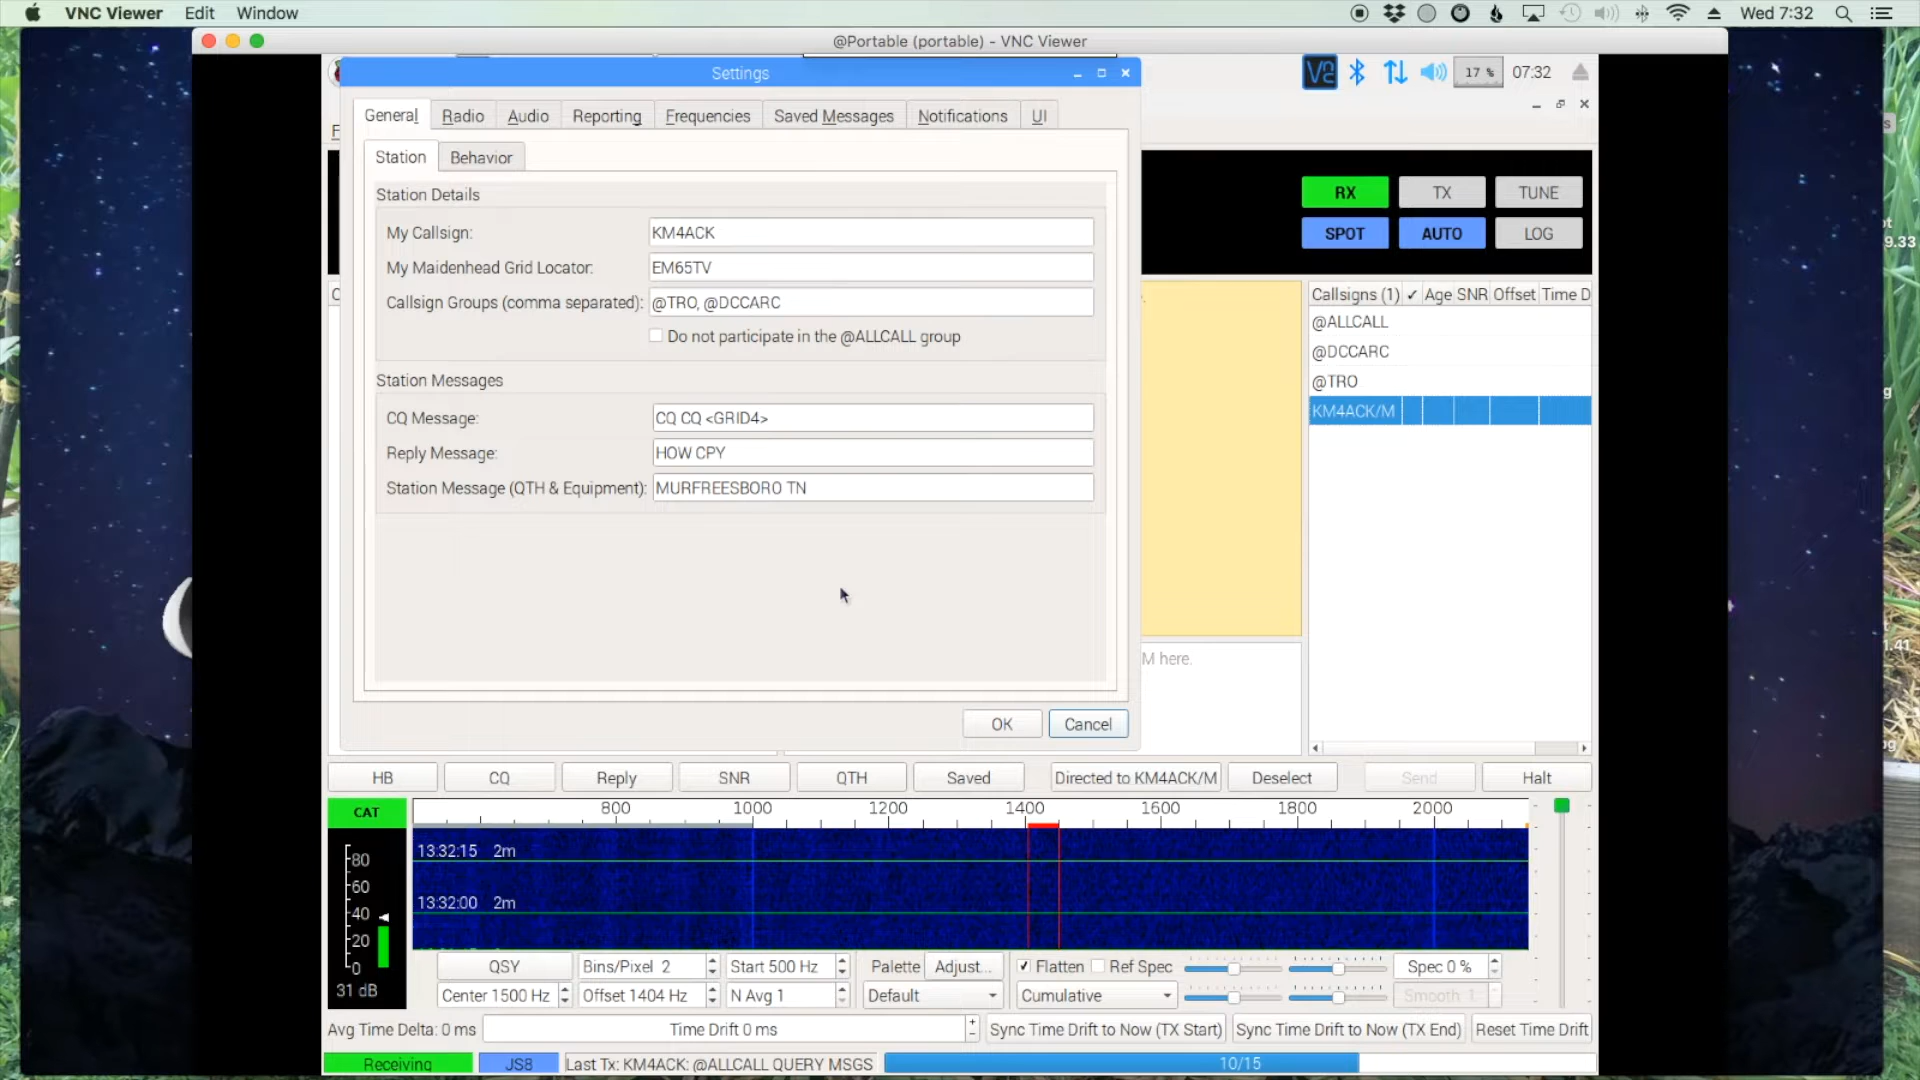 VNC Viewer Edit Window Wed 7:32
@Portable (portable) - VNC Viewer
Settings
17 % 07:32
General Radio Audio Reporting Frequencies Saved Messages Notifications UI
Station Behavior
Station Details
My Callsign: KM4ACK
My Maidenhead Grid Locator: EM65TV
Callsign Groups (comma separated): @TRO, @DCCARC
Do not participate in the @ALLCALL group
Station Messages
CQ Message: CQ CQ <GRID4>
Reply Message: HOW CPY
Station Message (QTH & Equipment): MURFREESBORO TN
OK Cancel
RX TX TUNE
SPOT AUTO LOG
9.33
Callsigns (1) ✓ Age SNR Offset Time D
@ALLCALL
@DCCARC
@TRO
KM4ACK/M
M here.
1.41
HB CQ Reply SNR QTH Saved Directed to KM4ACK/M Deselect Send Halt
CAT
800 1000 1200 1400 1600 1800 2000
13:32:15 2m
13:32:00 2m
80
60
40
20
0
31 dB
QSY Bins/Pixel 2 Start 500 Hz Palette Adjust... Flatten Ref Spec Spec 0 %
Center 1500 Hz Offset 1404 Hz N Avg 1 Default Cumulative Smooth 1
Avg Time Delta: 0 ms Time Drift 0 ms Sync Time Drift to Now (TX Start) Sync Time Drift to Now (TX End) Reset Time Drift
Receiving JS8 Last Tx: KM4ACK: @ALLCALL QUERY MSGS 10/15